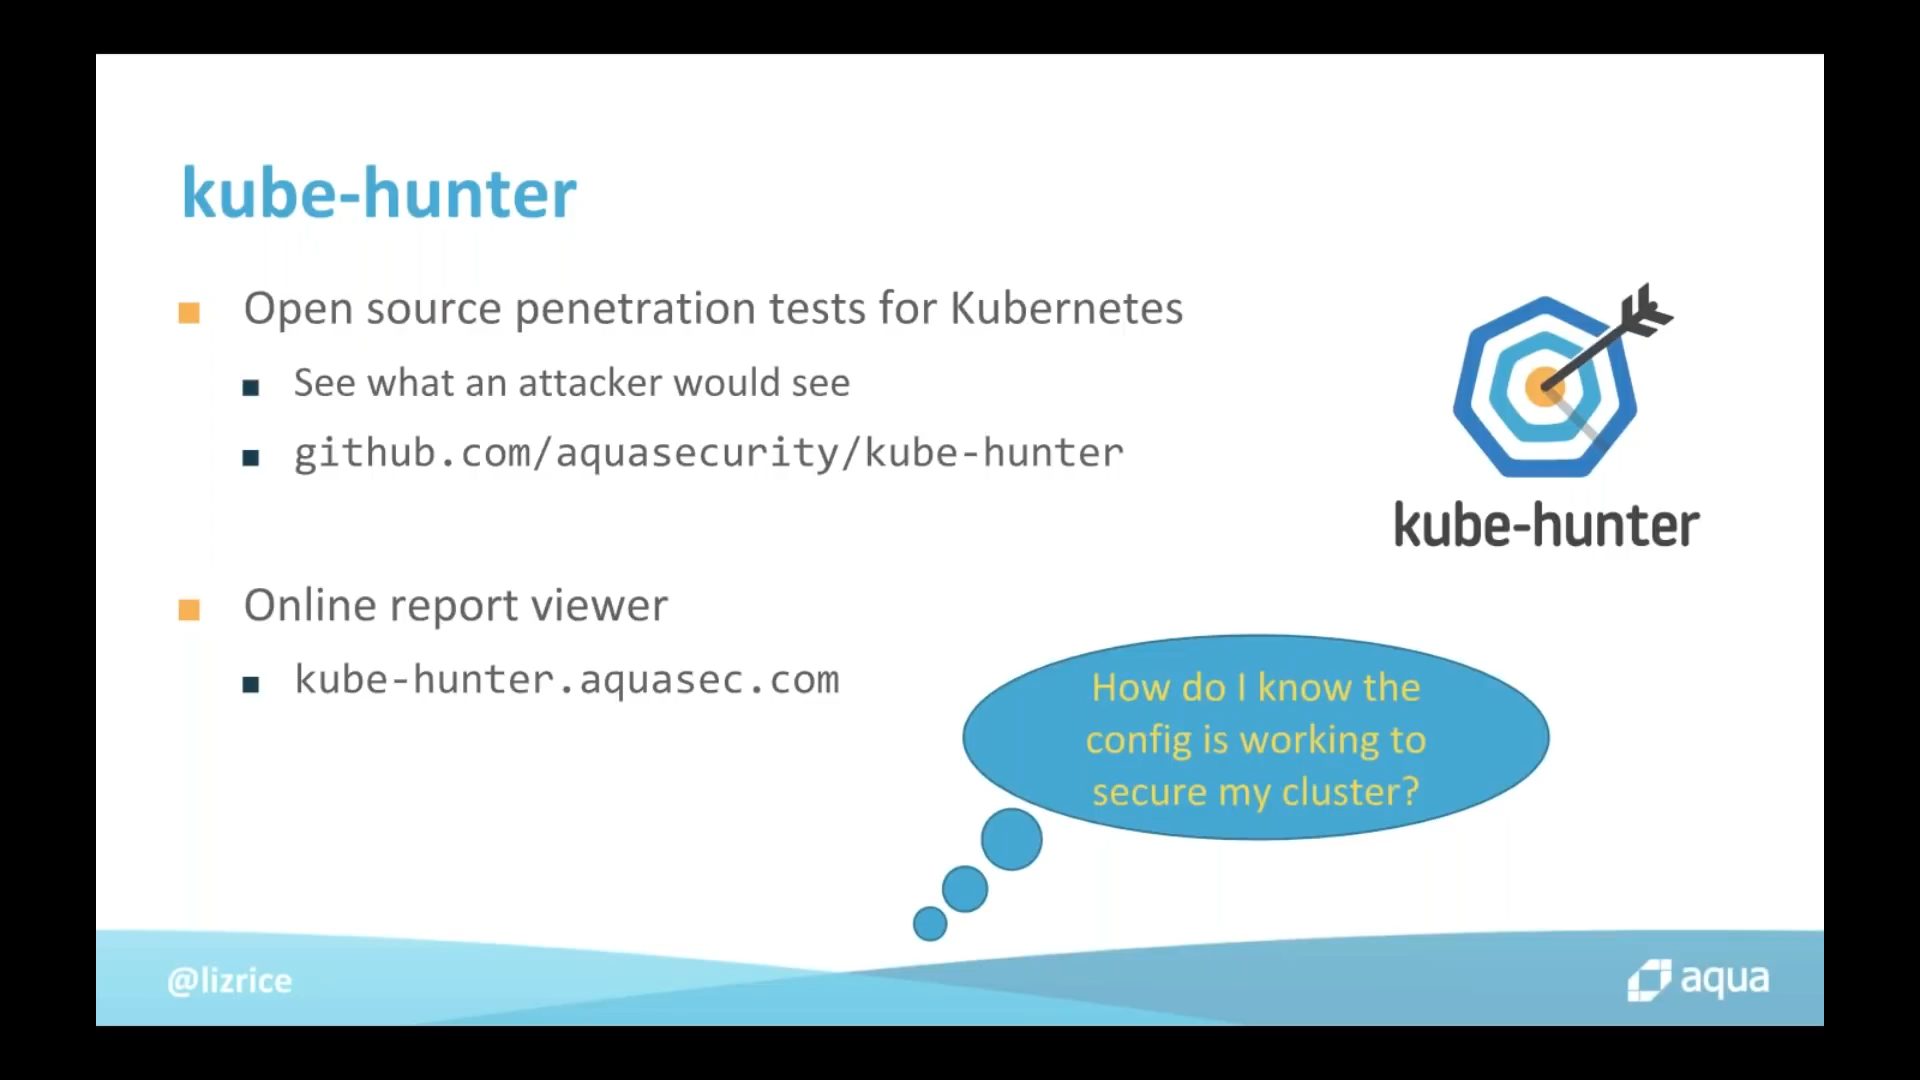 kube-hunter
Open source penetration tests for Kubernetes
See what an attacker would see
github.com/aquasecurity/kube-hunter
kube-hunter
Online report viewer
kube-hunter.aquasec.com
How do I know the
config is working to
secure my cluster?
@lizrice
aqua